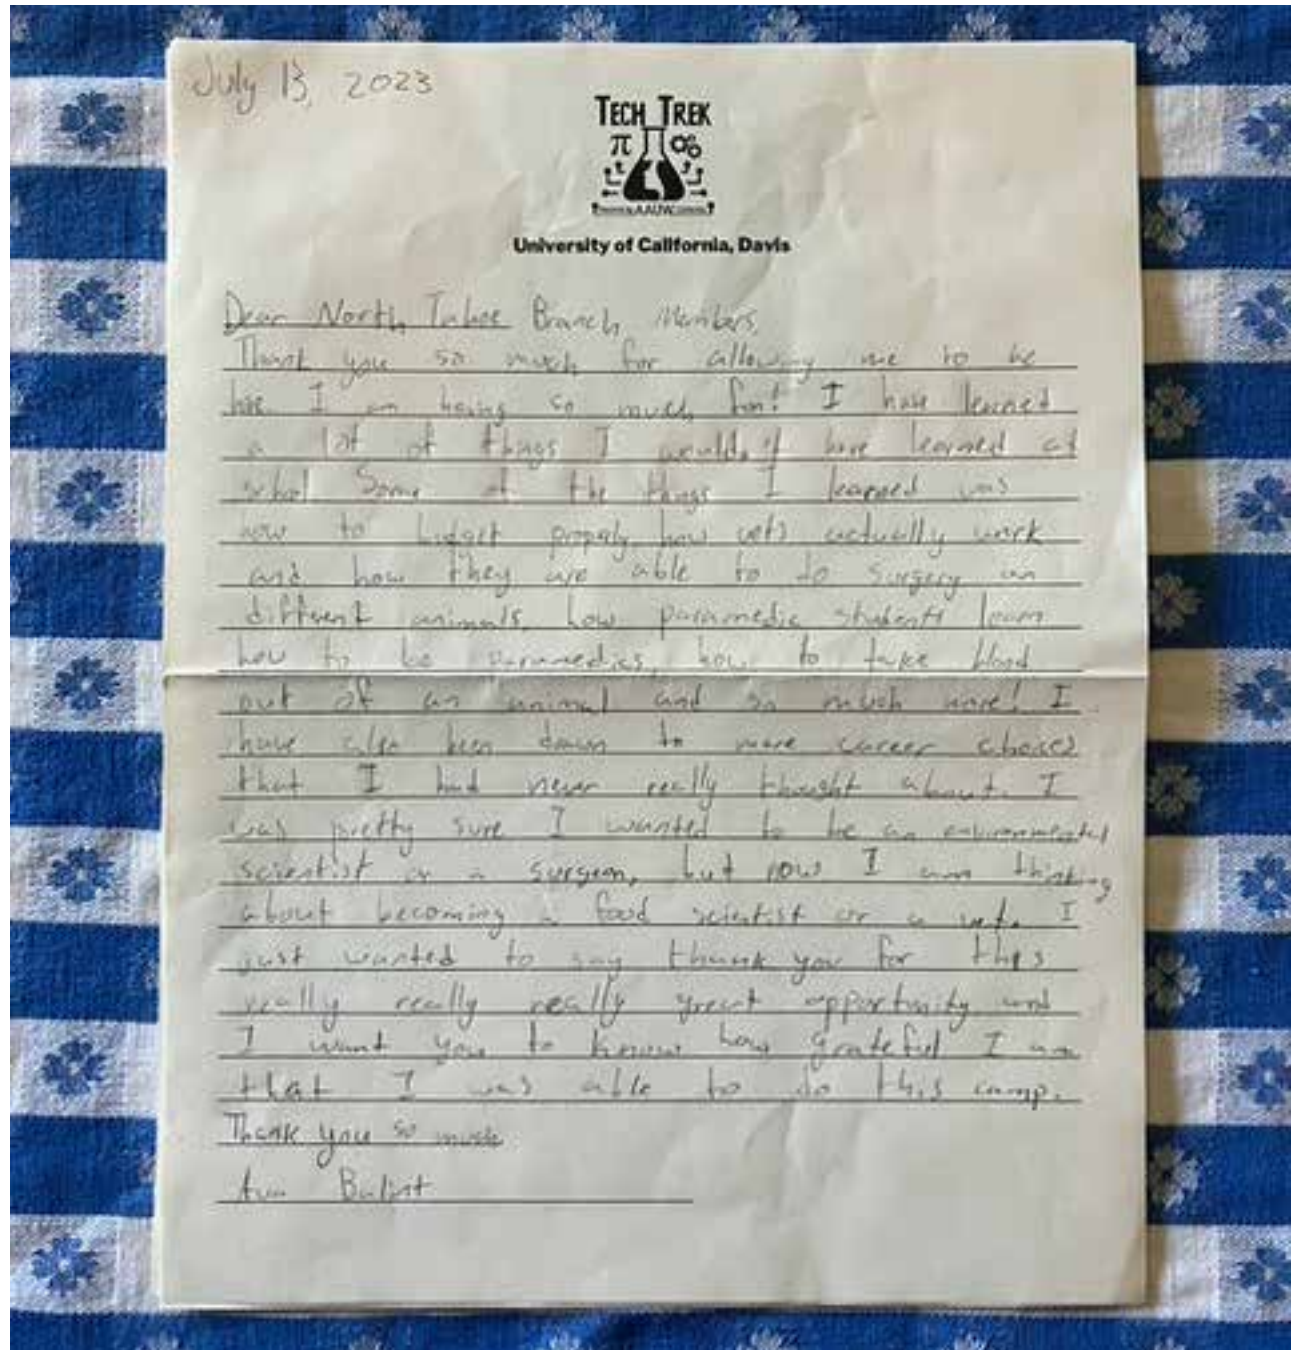 July 13, 2023
TECH TREK
π
AAUW
University of California, Davis
Dear North Tahoe Branch Members,
Thank you so much for allowing me to be
here. I am having so much fun! I have learned
a lot of things I wouldn't have learned at
school. Some of the things I learned was
how to budget properly, how vets actually work
and how they are able to do surgery on
different animals, how paramedic students learn
how to be paramedics, how to take blood
out of an animal and so much more! I
have also been drawn to more career choices
that I had never really thought about. I
was pretty sure I wanted to be an environmental
scientist or a surgeon, but now I am thinking
about becoming a food scientist or a vet. I
just wanted to say thank you for this
really really really great opportunity and
I want you to know how grateful I am
that I was able to do this camp.
Thank you so much